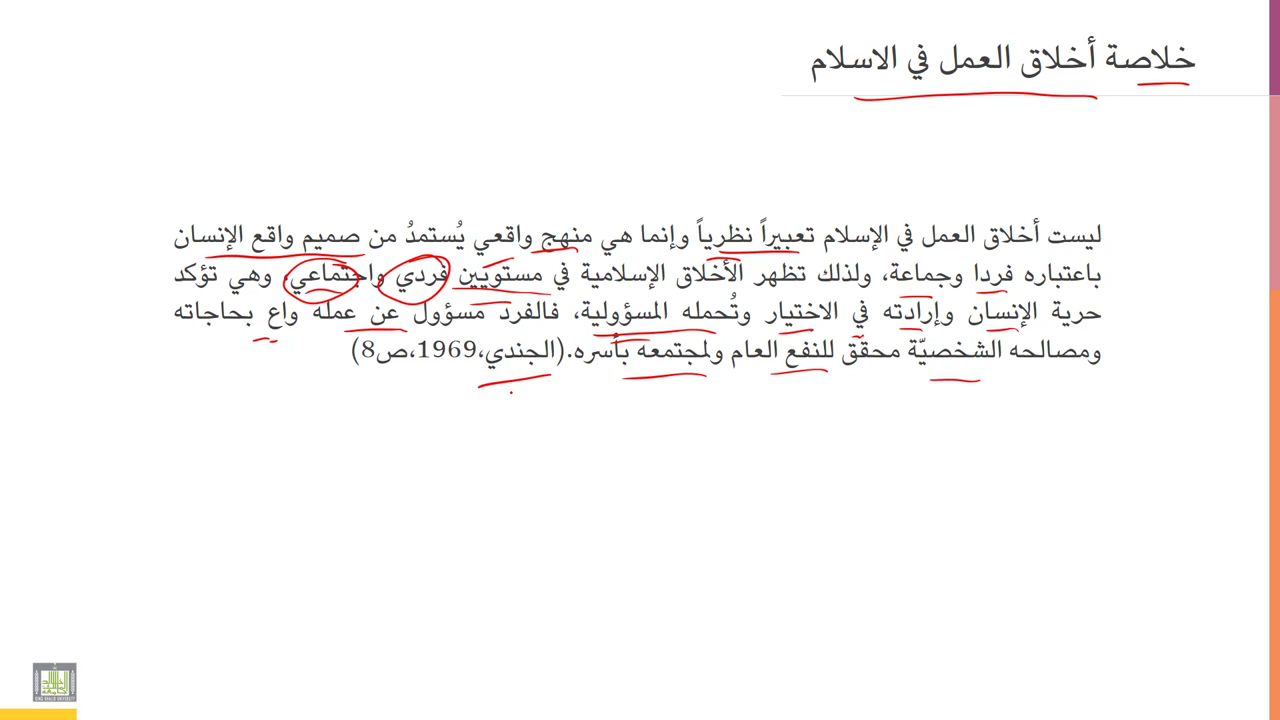 خلاصة أخلاق العمل في الاسلام
ليست أخلاق العمل في الإسلام تعبيراً نظرياً وإنما هي منهج واقعي يُستمدُ من صميم واقع الإنسان
باعتباره فردا وجماعة، ولذلك تظهر الأخلاق الإسلامية في مستويين فردي واجتماعي، وهي تؤكد
حرية الإنسان وإرادته في الاختيار وتُحمله المسؤولية، فالفرد مسؤول عن عمله واع بحاجاته
ومصالحه الشخصيّة محقق للنفع العام ولمجتمعه بأسره.(الجندي،1969،ص8)